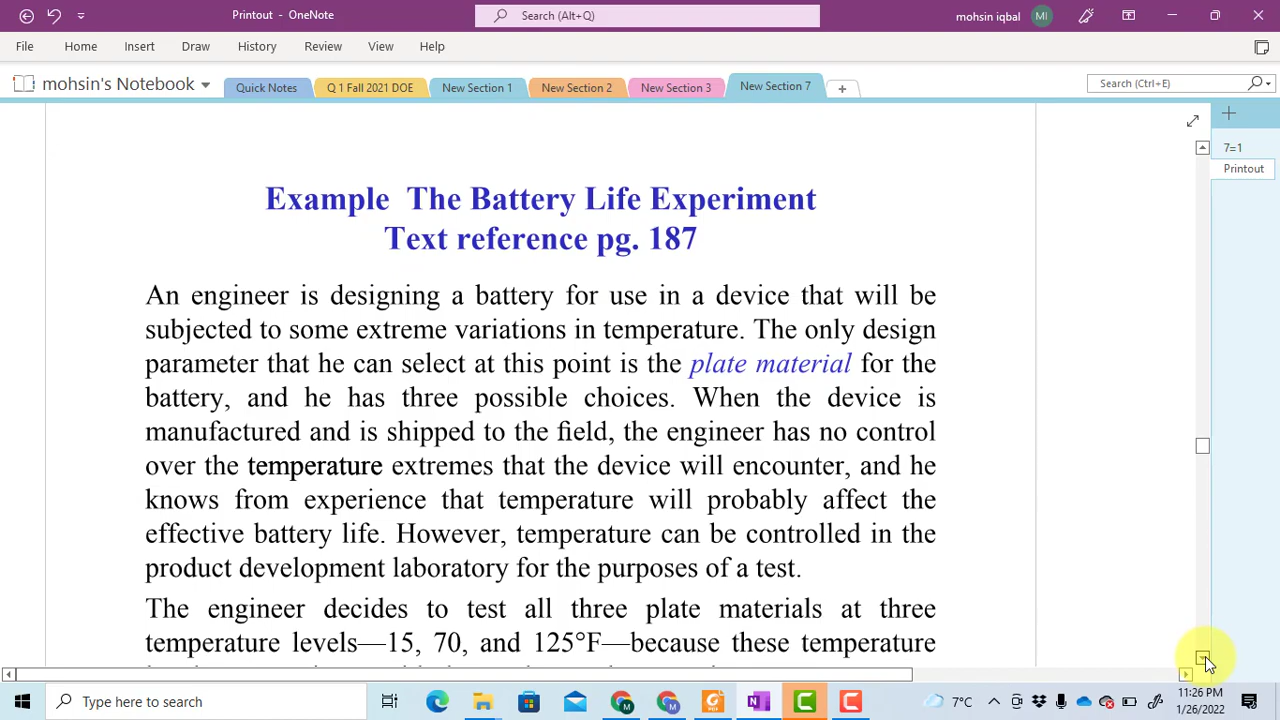 Printout - OneNote
Search (Alt+Q)
mohsin iqbal
MI
File
Home
Insert
Draw
History
Review
View
Help
mohsin's Notebook
Quick Notes
Q 1 Fall 2021 DOE
New Section 1
New Section 2
New Section 3
New Section 7
Search (Ctrl+E)
7=1
Printout
Example The Battery Life Experiment
Text reference pg. 187
An engineer is designing a battery for use in a device that will be
subjected to some extreme variations in temperature. The only design
parameter that he can select at this point is the plate material for the
battery, and he has three possible choices. When the device is
manufactured and is shipped to the field, the engineer has no control
over the temperature extremes that the device will encounter, and he
knows from experience that temperature will probably affect the
effective battery life. However, temperature can be controlled in the
product development laboratory for the purposes of a test.
The engineer decides to test all three plate materials at three
temperature levels—15, 70, and 125°F—because these temperature
Type here to search
7°C
11:26 PM
1/26/2022